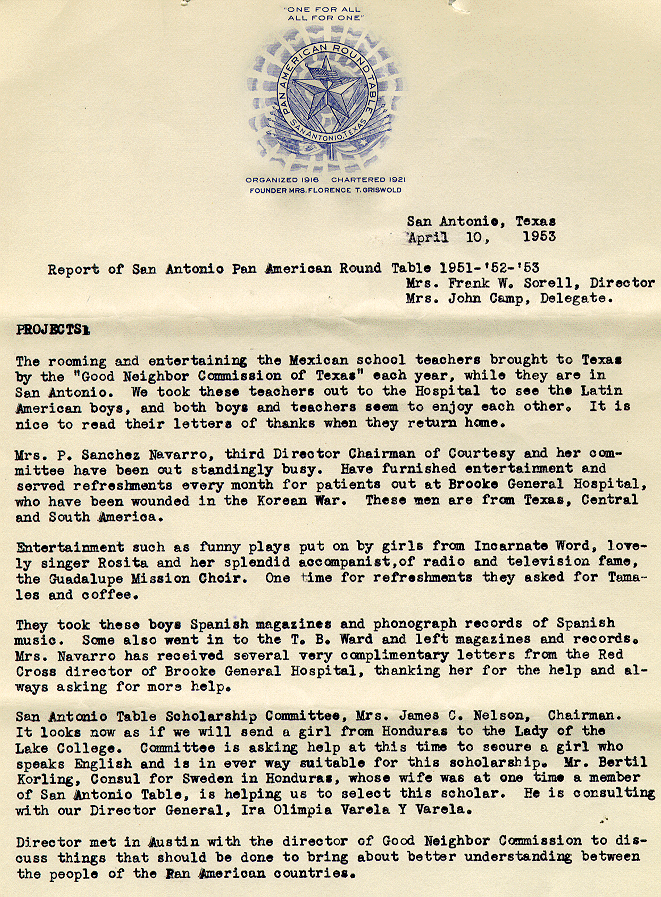 "ONE FOR ALL
ALL FOR ONE"
PAN AMERICAN ROUND TABLE
SAN ANTONIO, TEXAS
ORGANIZED 1916 CHARTERED 1921
FOUNDER MRS. FLORENCE T. GRISWOLD
San Antonio, Texas
April 10, 1953
Report of San Antonio Pan American Round Table 1951-'52-'53
Mrs. Frank W. Sorell, Director
Mrs. John Camp, Delegate.
PROJECTS:
The rooming and entertaining the Mexican school teachers brought to Texas
by the "Good Neighbor Commission of Texas" each year, while they are in
San Antonio. We took these teachers out to the Hospital to see the Latin
American boys, and both boys and teachers seem to enjoy each other. It is
nice to read their letters of thanks when they return home.
Mrs. P. Sanchez Navarro, third Director Chairman of Courtesy and her com-
mittee have been out standingly busy. Have furnished entertainment and
served refreshments every month for patients out at Brooke General Hospital,
who have been wounded in the Korean War. These men are from Texas, Central
and South America.
Entertainment such as funny plays put on by girls from Incarnate Word, love-
ly singer Rosita and her splendid accompanist,of radio and television fame,
the Guadalupe Mission Choir. One time for refreshments they asked for Tama-
les and coffee.
They took these boys Spanish magazines and phonograph records of Spanish
music. Some also went in to the T. B. Ward and left magazines and records.
Mrs. Navarro has received several very complimentary letters from the Red
Cross director of Brooke General Hospital, thanking her for the help and al-
ways asking for more help.
San Antonio Table Scholarship Committee, Mrs. James C. Nelson, Chairman.
It looks now as if we will send a girl from Honduras to the Lady of the
Lake College. Committee is asking help at this time to secure a girl who
speaks English and is in ever way suitable for this scholarship. Mr. Bertil
Korling, Consul for Sweden in Honduras, whose wife was at one time a member
of San Antonio Table, is helping us to select this scholar. He is consulting
with our Director General, Ira Olimpia Varela Y Varela.
Director met in Austin with the director of Good Neighbor Commission to dis-
cuss things that should be done to bring about better understanding between
the people of the Pan American countries.